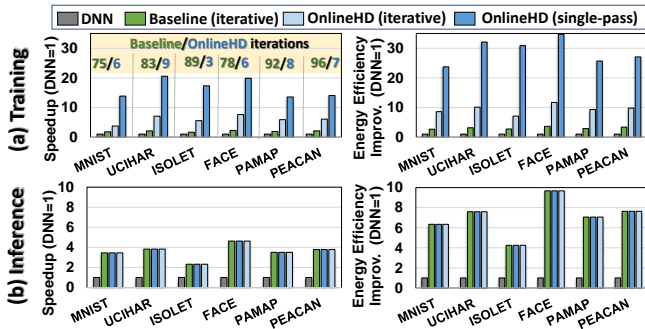 DNN Baseline (iterative) OnlineHD (iterative) OnlineHD (single-pass)
(a) Training
Speedup (DNN=1)
30
20
10
0
Baseline/OnlineHD iterations
75/6 83/9 89/3 78/6 92/8 96/7
MNIST UCIHAR ISOLET FACE PAMAP PEACAN
Energy Efficiency
Improv. (DNN=1)
30
20
10
0
MNIST UCIHAR ISOLET FACE PAMAP PEACAN
(b) Inference
Speedup (DNN=1)
10
8
6
4
2
0
MNIST UCIHAR ISOLET FACE PAMAP PEACAN
Energy Efficiency
Improv. (DNN=1)
10
8
6
4
2
0
MNIST UCIHAR ISOLET FACE PAMAP PEACAN